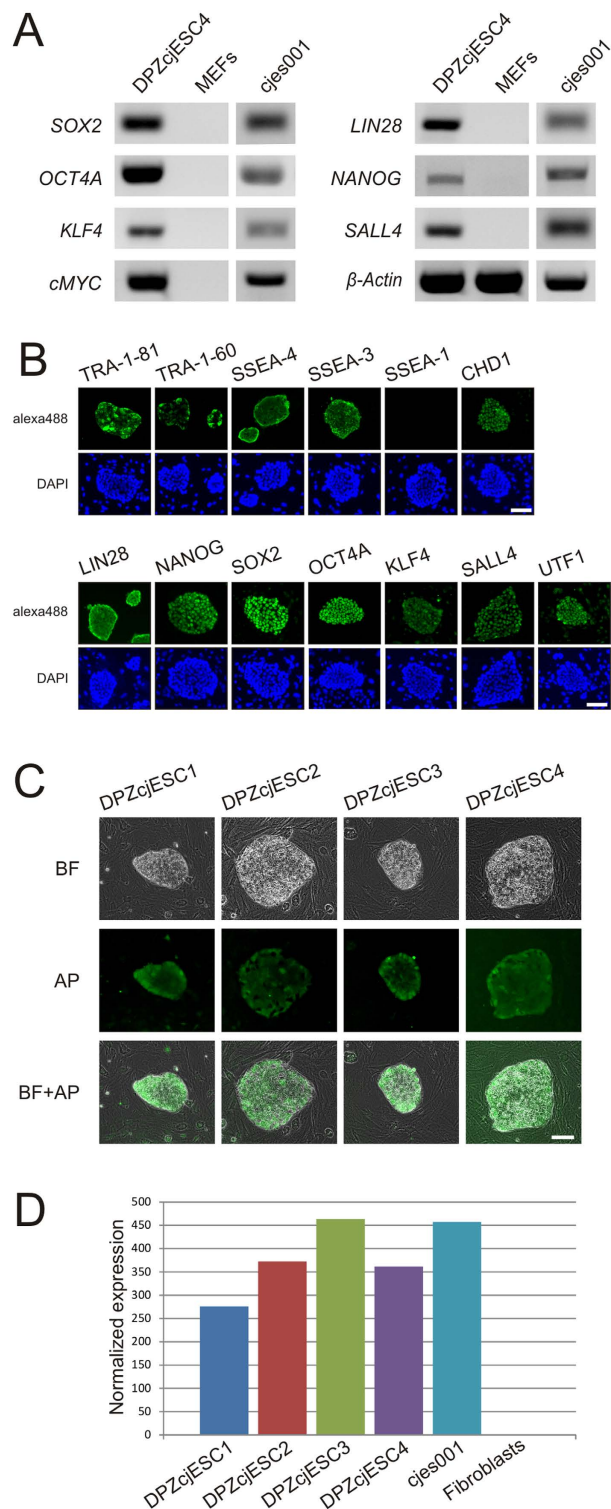 A
DPZcjESC4 MEFs cjes001
DPZcjESC4 MEFs cjes001
SOX2
LIN28
OCT4A
NANOG
KLF4
SALL4
cMYC
β-Actin
B
TRA-1-81 TRA-1-60 SSEA-4 SSEA-3 SSEA-1 CHD1
alexa488
DAPI
LIN28 NANOG SOX2 OCT4A KLF4 SALL4 UTF1
alexa488
DAPI
C
DPZcjESC1 DPZcjESC2 DPZcjESC3 DPZcjESC4
BF
AP
BF+AP
D
Normalized expression
500
450
400
350
300
250
200
150
100
50
0
DPZcjESC1 DPZcjESC2 DPZcjESC3 DPZcjESC4 cjes001 Fibroblasts